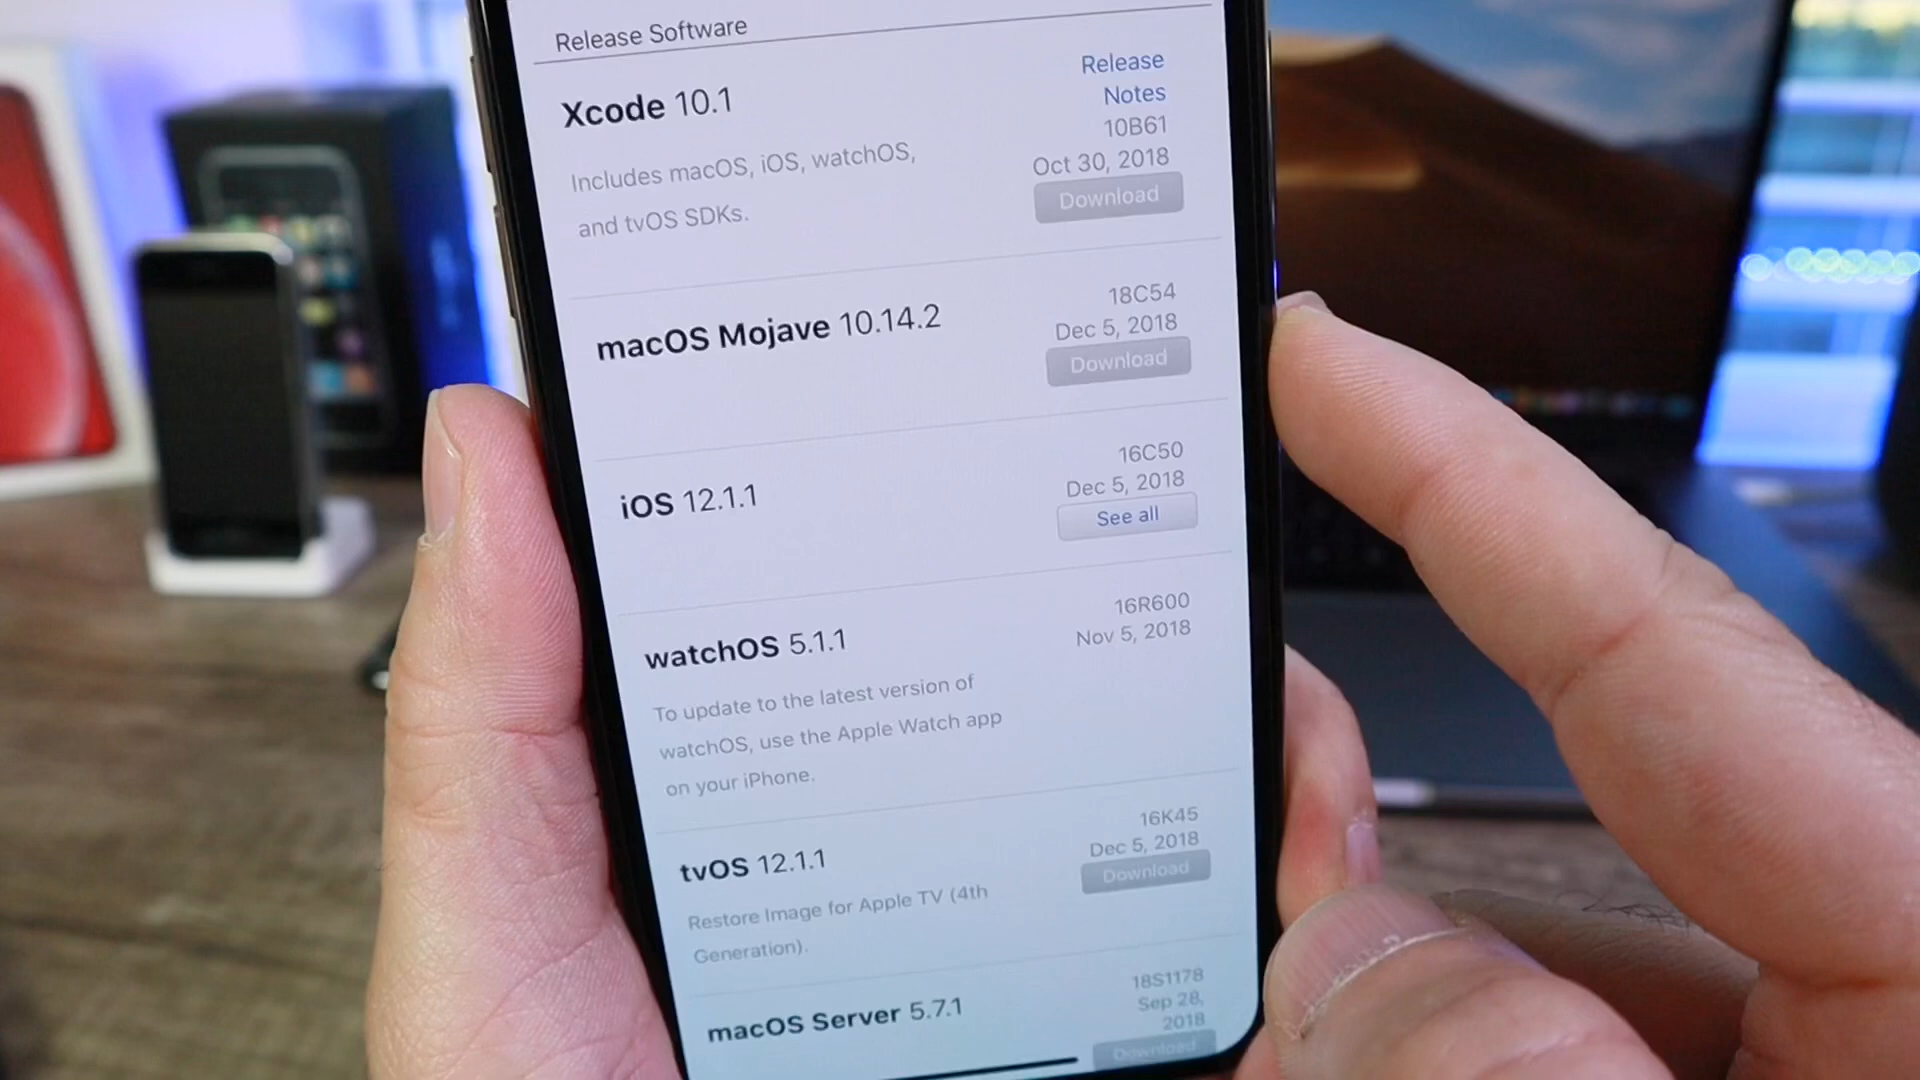 Release Software
Xcode 10.1
Release
Notes
10B61
Oct 30, 2018
Download
Includes macOS, iOS, watchOS,
and tvOS SDKs.
macOS Mojave 10.14.2
18C54
Dec 5, 2018
Download
iOS 12.1.1
16C50
Dec 5, 2018
See all
watchOS 5.1.1
16R600
Nov 5, 2018
To update to the latest version of
watchOS, use the Apple Watch app
on your iPhone.
tvOS 12.1.1
16K45
Dec 5, 2018
Download
Restore Image for Apple TV (4th
Generation).
macOS Server 5.7.1
18S1178
Sep 28,
2018
Download